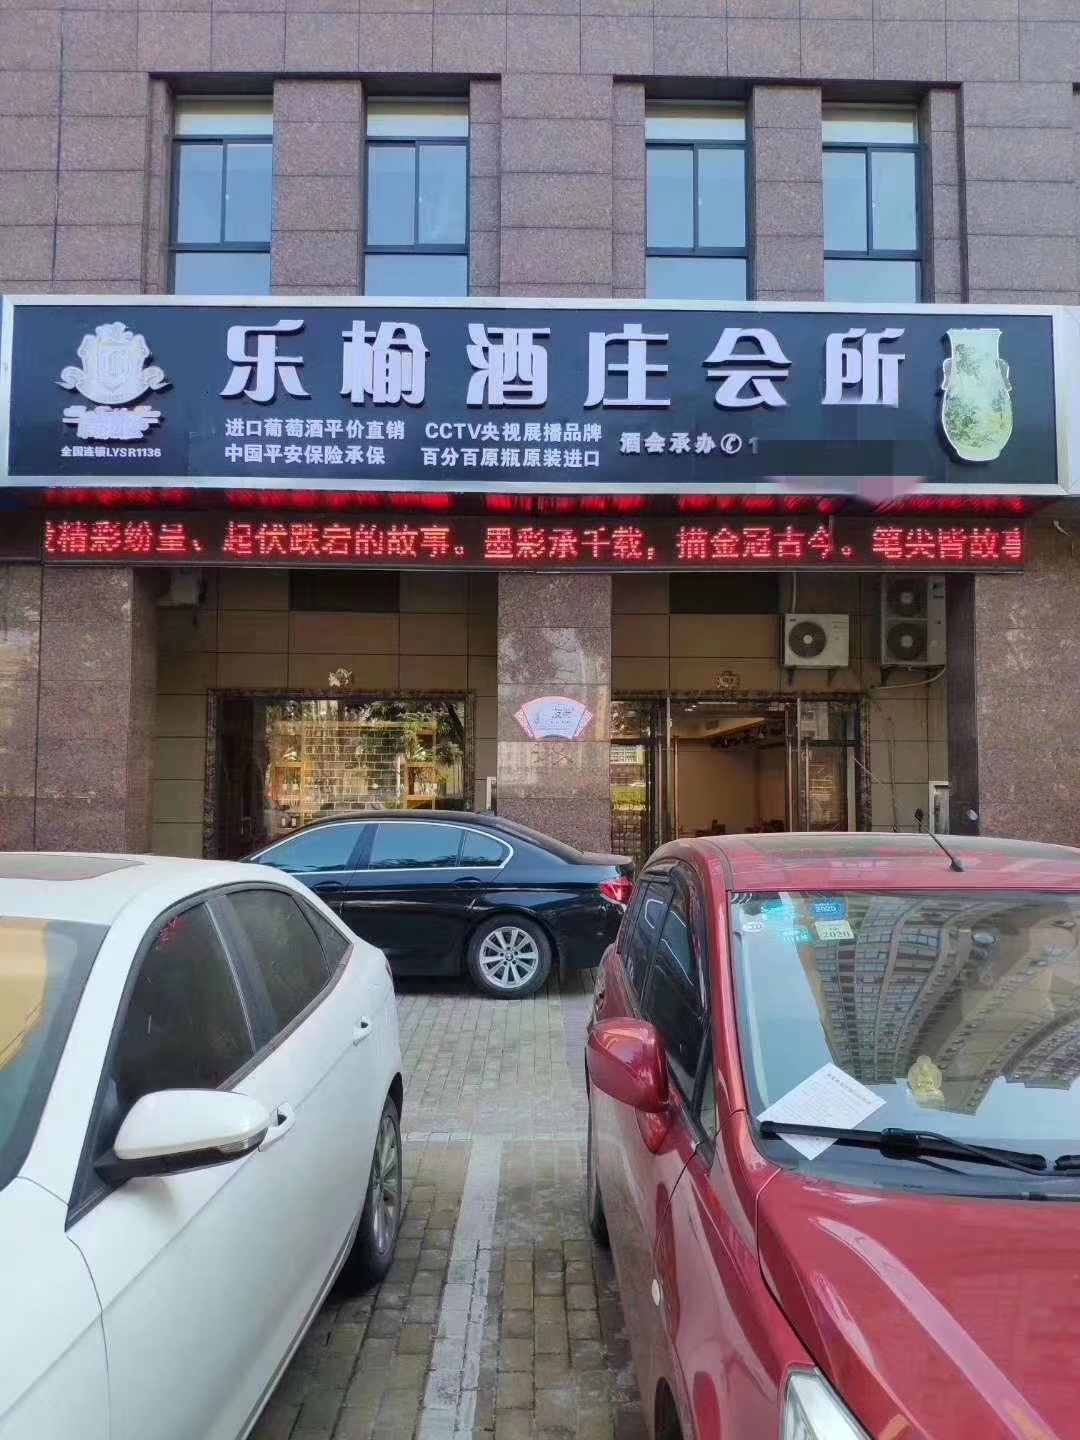 乐榆酒庄会所
进口葡萄酒平价直销 CCTV央视展播品牌
中国平安保险承保 百分百原瓶原装进口
酒会承办✆1
全国连锁LYSR1136
精彩纷呈、起伏跌宕的故事。墨彩承千载，描金冠古今。笔尖皆故事
2020
2020